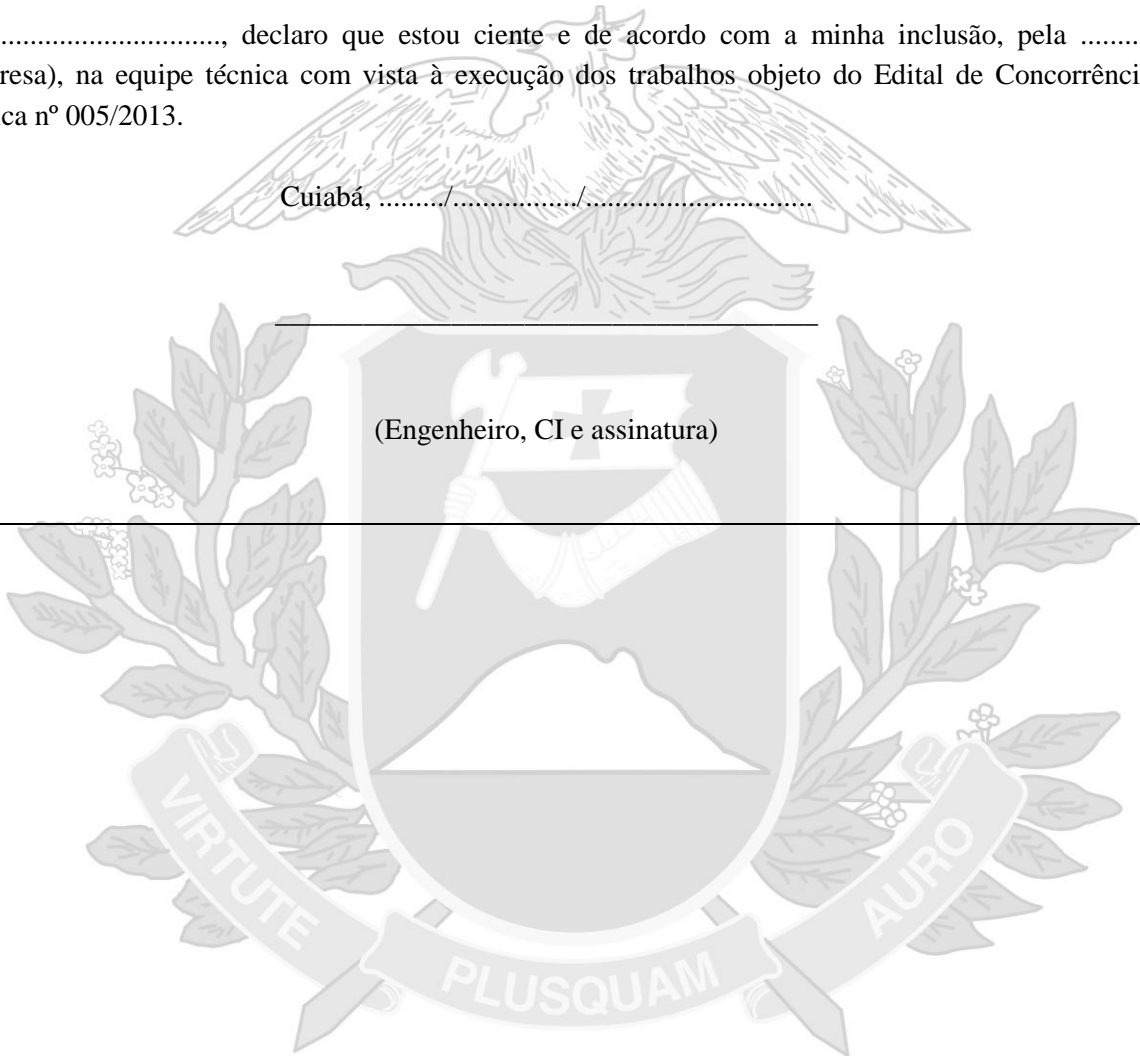 ............................., declaro que estou ciente e de acordo com a minha inclusão, pela ........
resa), na equipe técnica com vista à execução dos trabalhos objeto do Edital de Concorrênci
ica nº 005/2013.
Cuiabá, ........./................./...............................
(Engenheiro, CI e assinatura)
VIRTUTE PLUSQUAM AURO